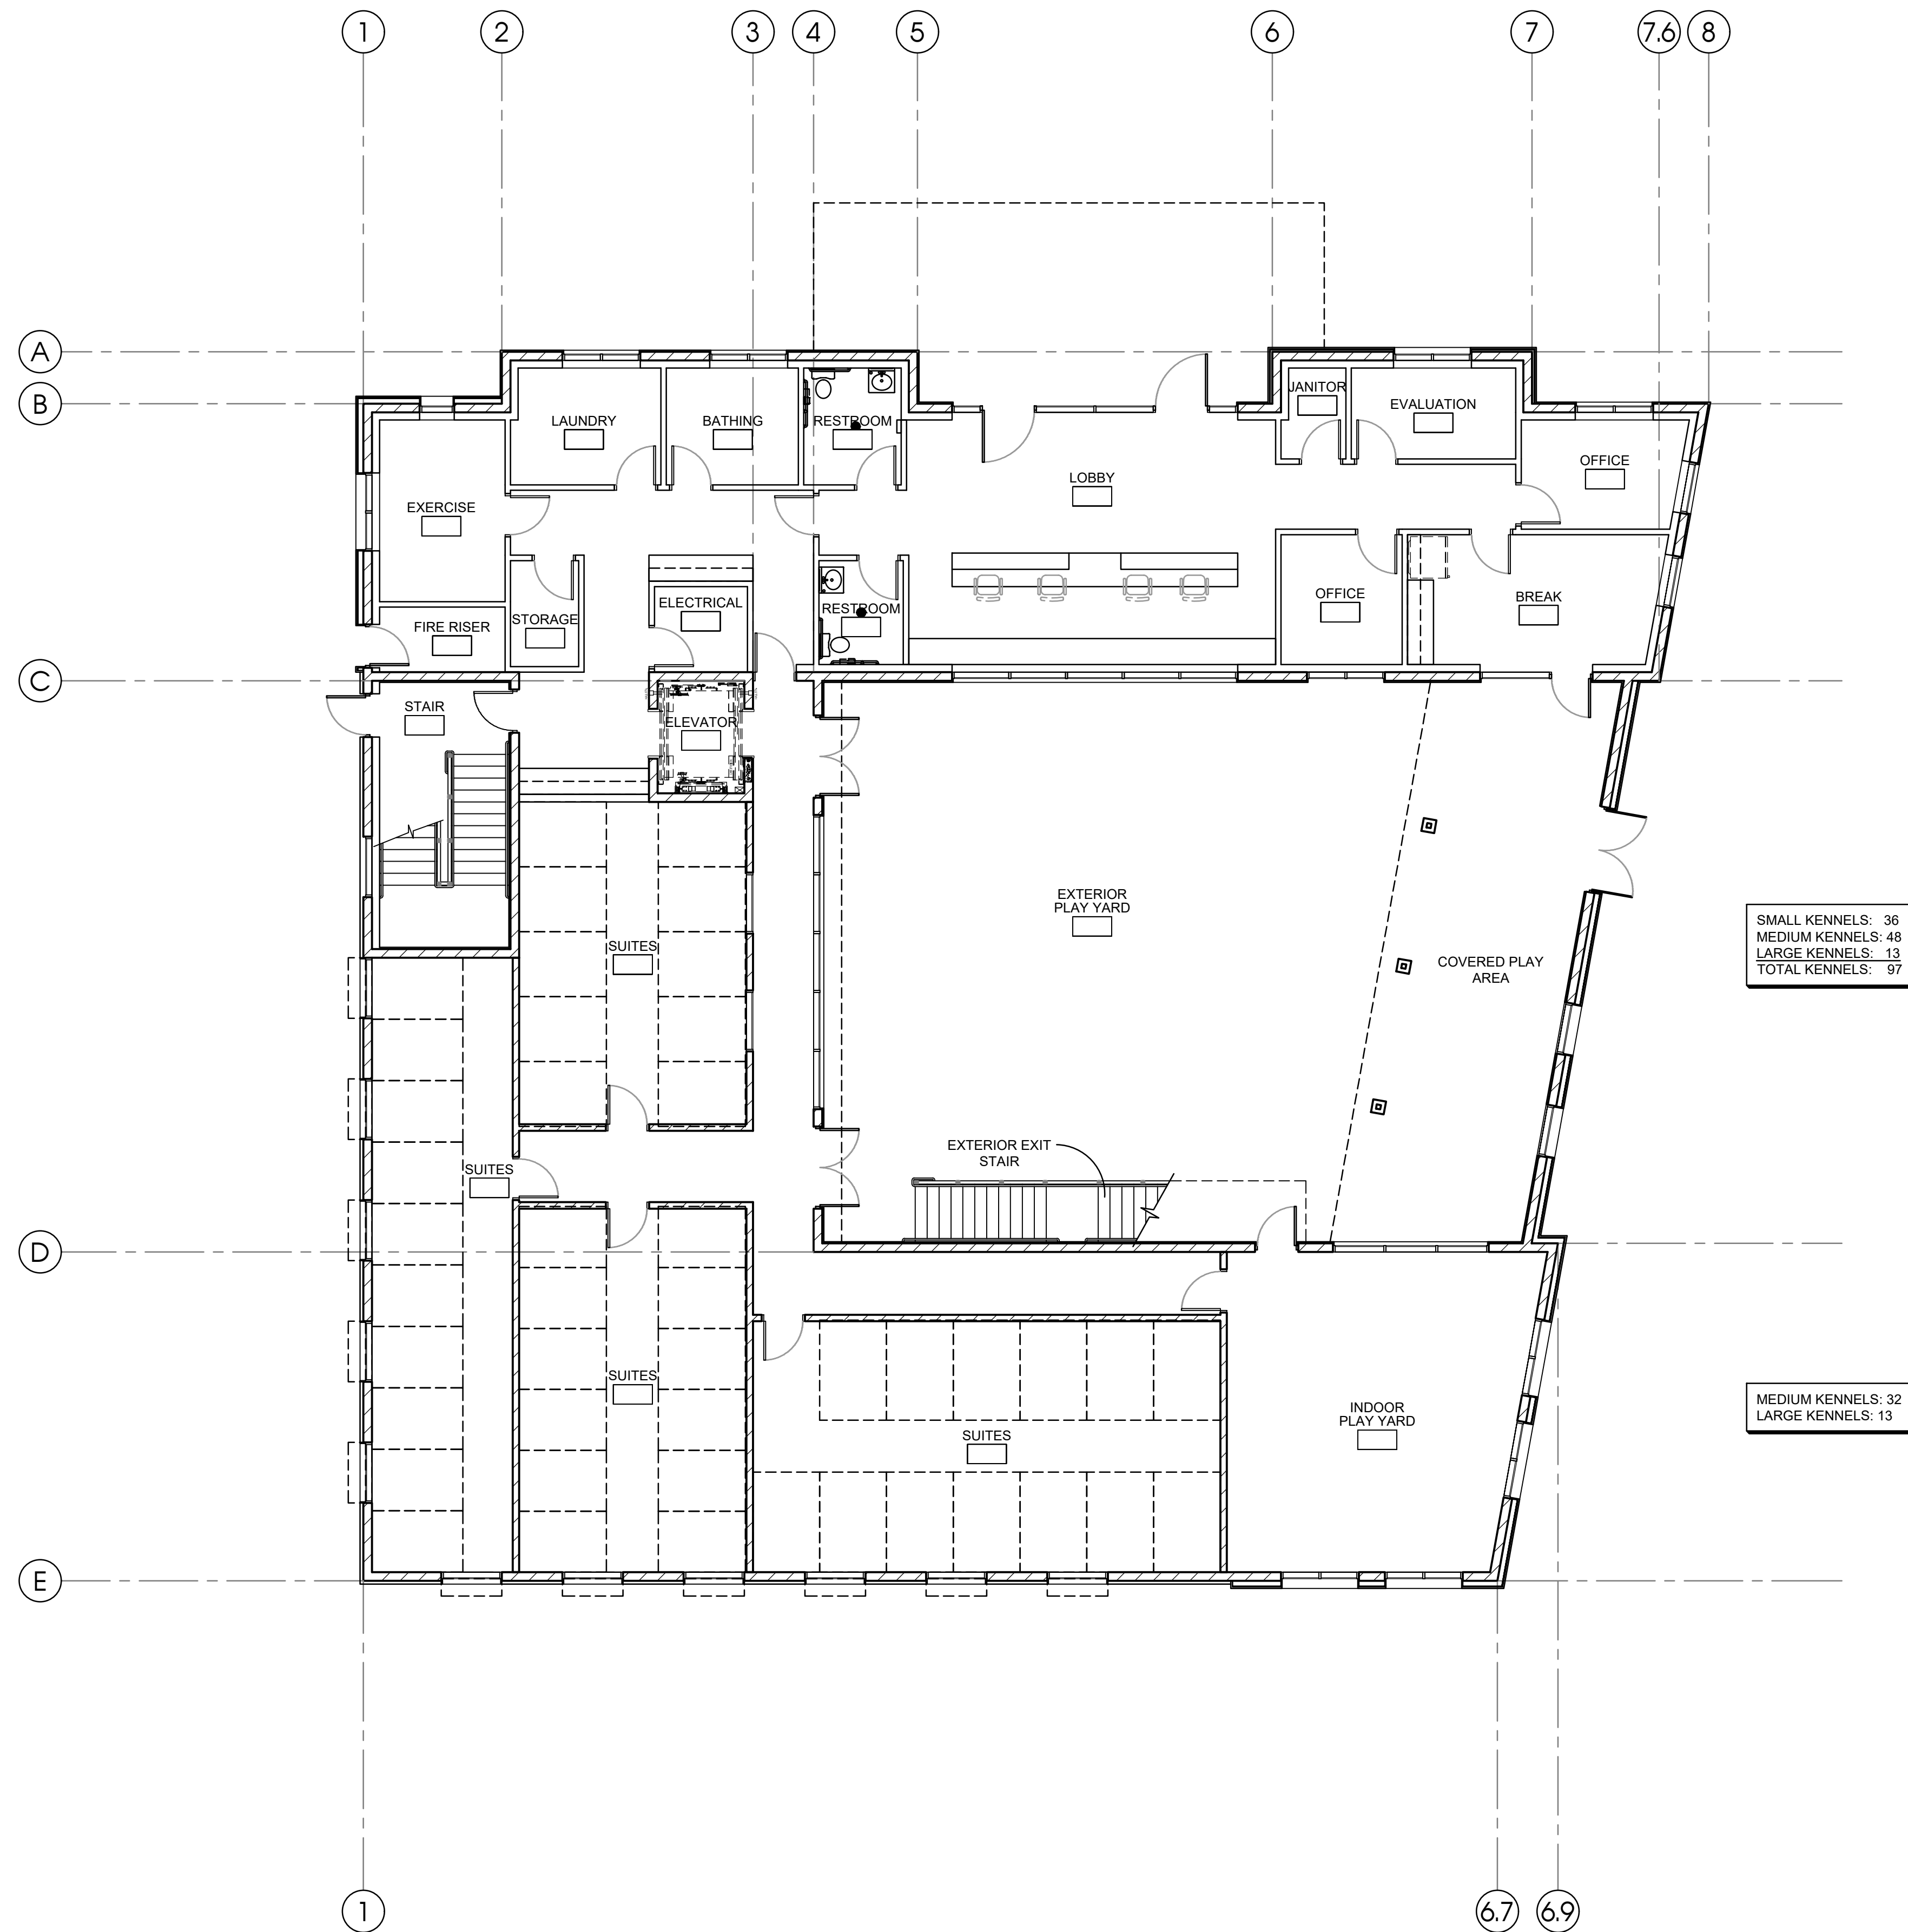 1
2
3
4
5
6
7
7.6
8
A
B
JANITOR
EVALUATION
LAUNDRY
BATHING
RESTROOM
OFFICE
LOBBY
EXERCISE
OFFICE
BREAK
ELECTRICAL
RESTROOM
STORAGE
FIRE RISER
C
STAIR
ELEVATOR
EXTERIOR
PLAY YARD
SMALL KENNELS: 36
MEDIUM KENNELS: 48
LARGE KENNELS: 13
TOTAL KENNELS: 97
SUITES
COVERED PLAY
AREA
EXTERIOR EXIT
STAIR
SUITES
D
SUITES
INDOOR
PLAY YARD
MEDIUM KENNELS: 32
LARGE KENNELS: 13
SUITES
E
1
6.7
6.9